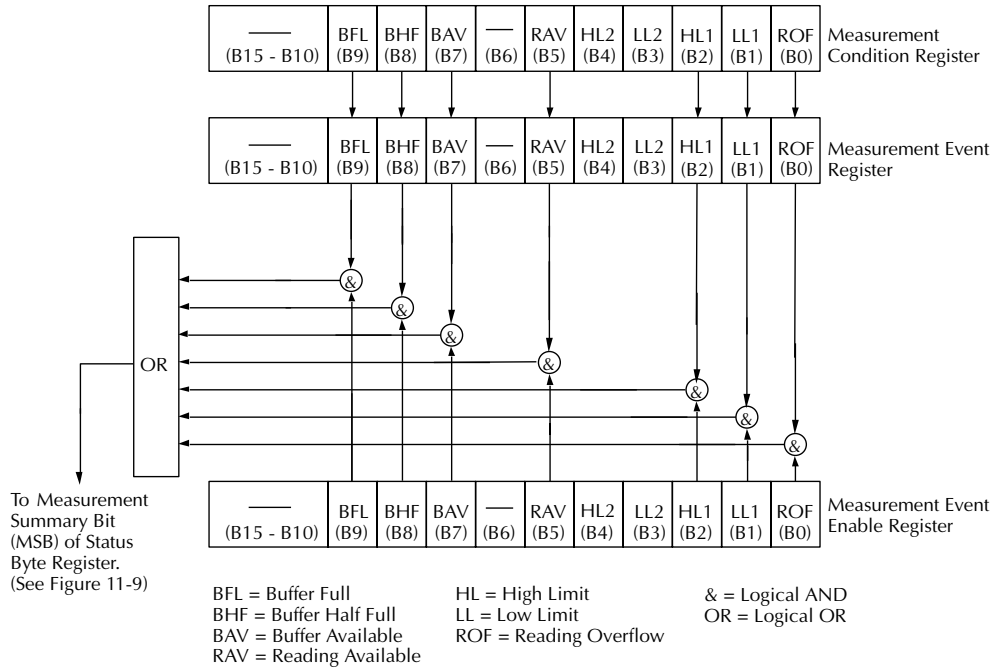 BFL BHF BAV RAV HL2 LL2 HL1 LL1 ROF
(B15 - B10) (B9) (B8) (B7) (B6) (B5) (B4) (B3) (B2) (B1) (B0)
Measurement
Condition Register
BFL BHF BAV RAV HL2 LL2 HL1 LL1 ROF
(B15 - B10) (B9) (B8) (B7) (B6) (B5) (B4) (B3) (B2) (B1) (B0)
Measurement Event
Register
&
&
&
OR
&
&
&
&
To Measurement
Summary Bit
(MSB) of Status
Byte Register.
(See Figure 11-9)
BFL BHF BAV RAV HL2 LL2 HL1 LL1 ROF
(B15 - B10) (B9) (B8) (B7) (B6) (B5) (B4) (B3) (B2) (B1) (B0)
Measurement Event
Enable Register
BFL = Buffer Full
BHF = Buffer Half Full
BAV = Buffer Available
RAV = Reading Available
HL = High Limit
LL = Low Limit
ROF = Reading Overflow
& = Logical AND
OR = Logical OR